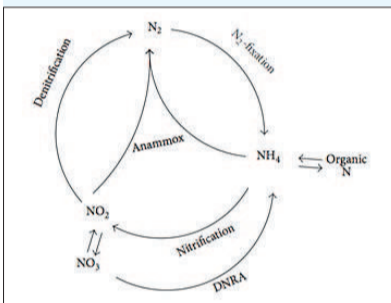 N₂
Denitrification
N₂-fixation
Anammox
NH₄
Organic
N
NO₂
Nitrification
NO₃
DNRA